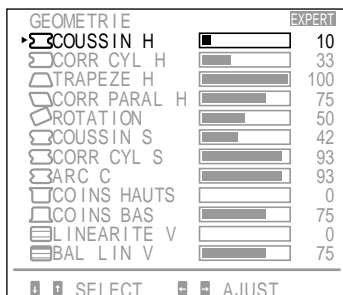 GEOMETRIE EXPERT
COUSSIN H 10
CORR CYL H 33
TRAPEZE H 100
CORR PARAL H 75
ROTATION 50
COUSSIN S 42
CORR CYL S 93
ARC C 93
COINS HAUTS 0
COINS BAS 75
LINEARITE V 0
BAL LIN V 75
SELECT AJUST